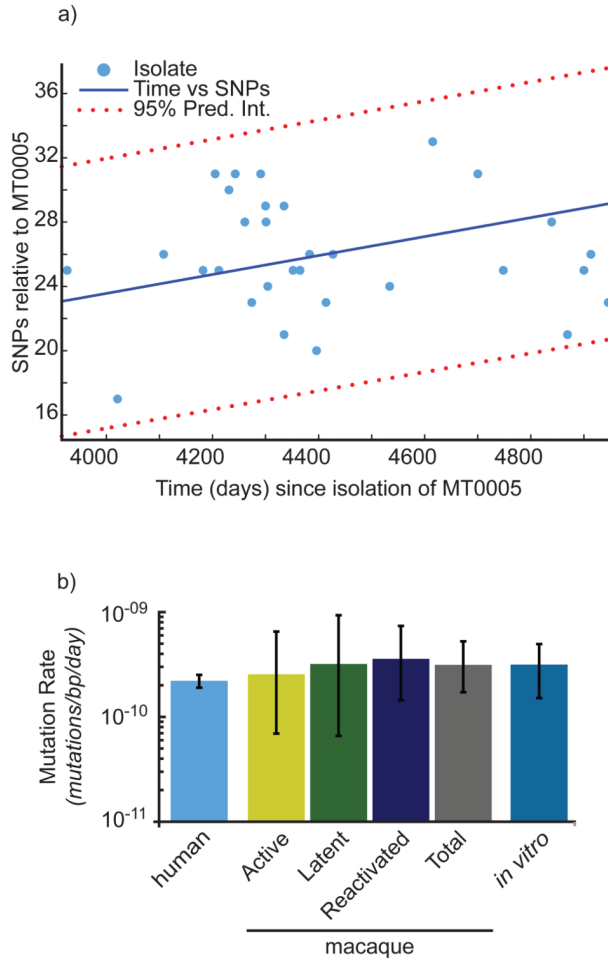 a)
Isolate
Time vs SNPs
95% Pred. Int.
SNPs relative to MT0005
36
32
28
24
20
16
4000 4200 4400 4600 4800
Time (days) since isolation of MT0005
b)
Mutation Rate
(mutations/bp/day)
10-09
10-10
10-11
human Active Latent Reactivated Total in vitro
macaque